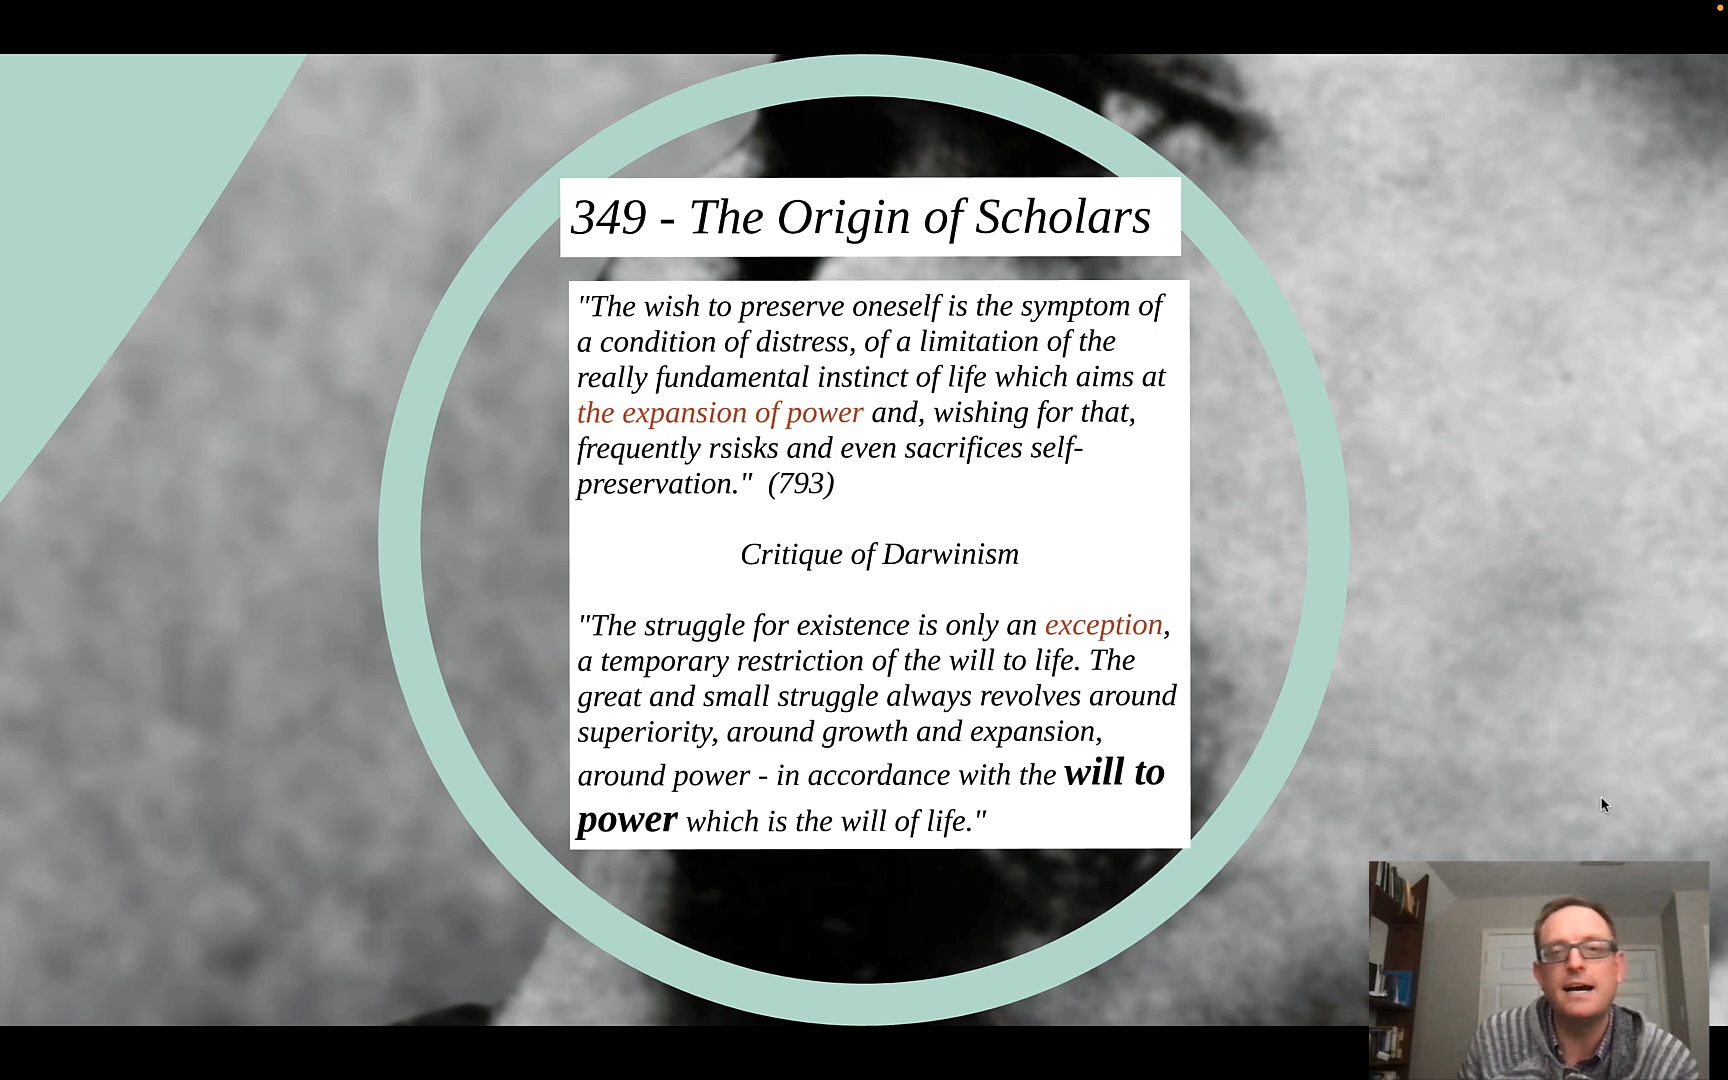 349 - The Origin of Scholars
"The wish to preserve oneself is the symptom of
a condition of distress, of a limitation of the
really fundamental instinct of life which aims at
the expansion of power and, wishing for that,
frequently rsisks and even sacrifices self-
preservation." (793)
Critique of Darwinism
"The struggle for existence is only an exception,
a temporary restriction of the will to life. The
great and small struggle always revolves around
superiority, around growth and expansion,
around power - in accordance with the will to
power which is the will of life."